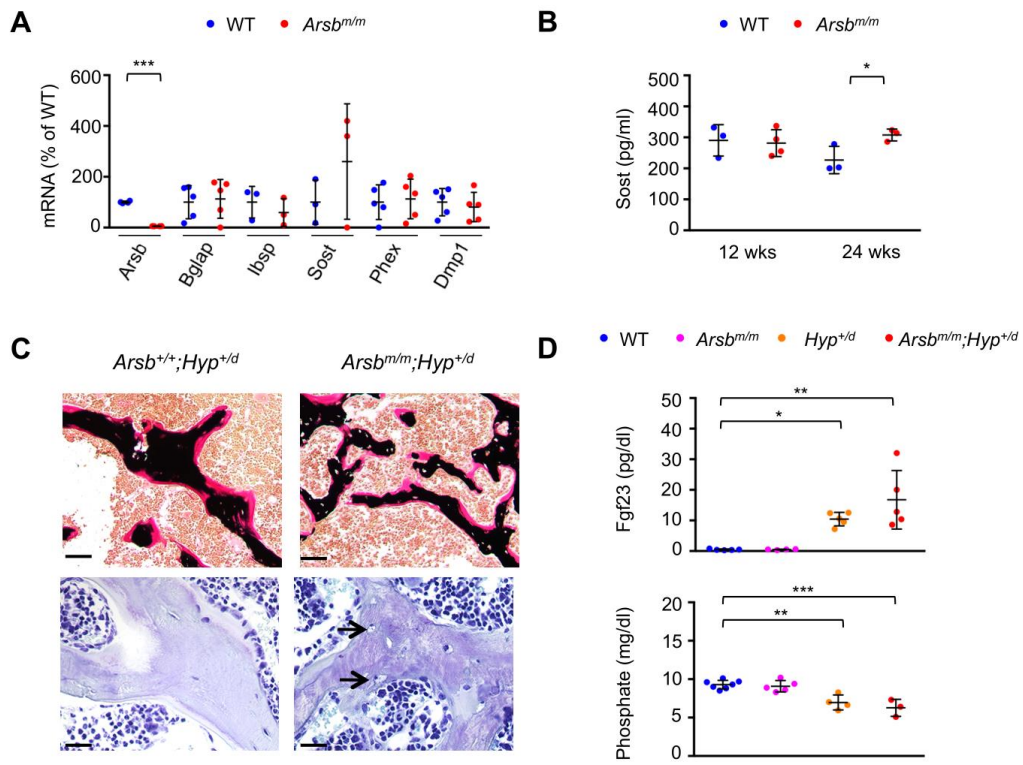 A
WT Arsb^m/m
***
mRNA (% of WT)
600
400
200
0
Arsb
Bglap
Ibsp
Sost
Phex
Dmp1
B
WT Arsb^m/m
*
Sost (pg/ml)
500
400
300
200
100
0
12 wks 24 wks
C
Arsb^+/+;Hyp^+/d Arsb^m/m;Hyp^+/d
D
WT Arsb^m/m Hyp^+/d Arsb^m/m;Hyp^+/d
**
*
Fgf23 (pg/dl)
50
40
30
20
10
0
***
**
Phosphate (mg/dl)
20
15
10
5
0